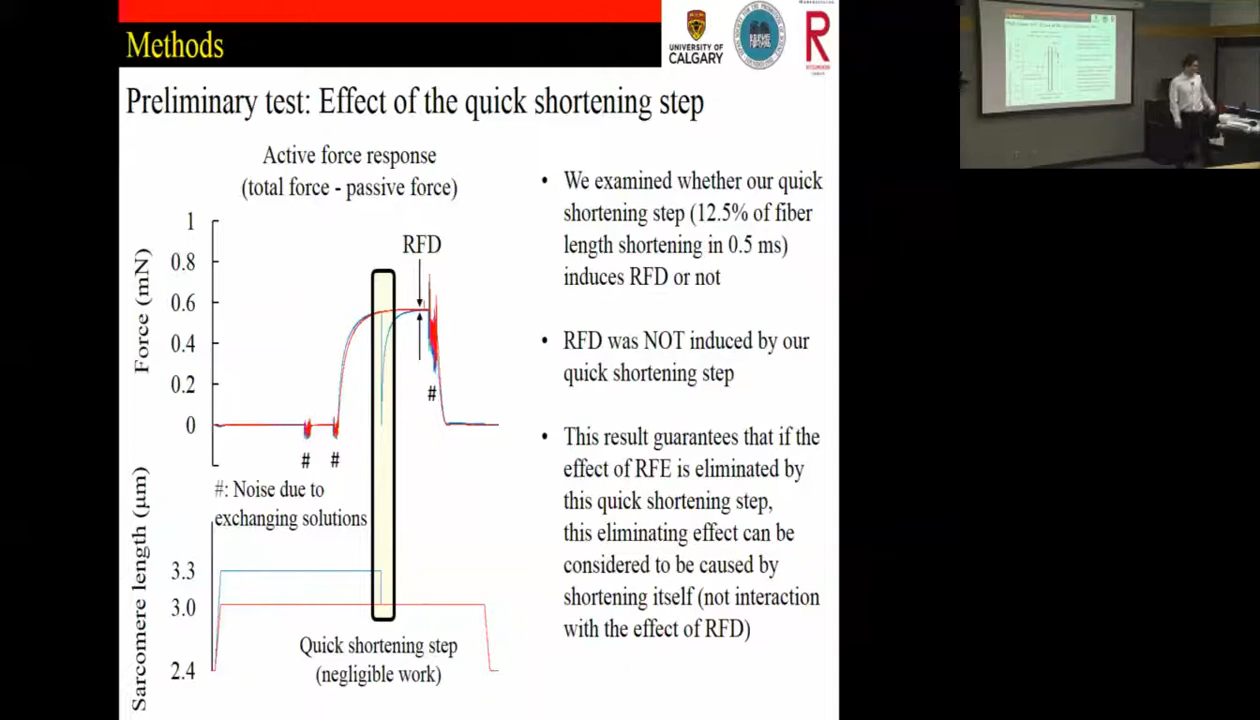 Methods
UNIVERSITY OF
CALGARY
R
Preliminary test: Effect of the quick shortening step
Active force response
(total force - passive force)
Force (mN)
1
0.8
0.6
0.4
0.2
0
RFD
#
#
#
#: Noise due to
exchanging solutions
Sarcomere length (μm)
3.3
3.0
2.4
Quick shortening step
(negligible work)
• We examined whether our quick
shortening step (12.5% of fiber
length shortening in 0.5 ms)
induces RFD or not
• RFD was NOT induced by our
quick shortening step
• This result guarantees that if the
effect of RFE is eliminated by
this quick shortening step,
this eliminating effect can be
considered to be caused by
shortening itself (not interaction
with the effect of RFD)